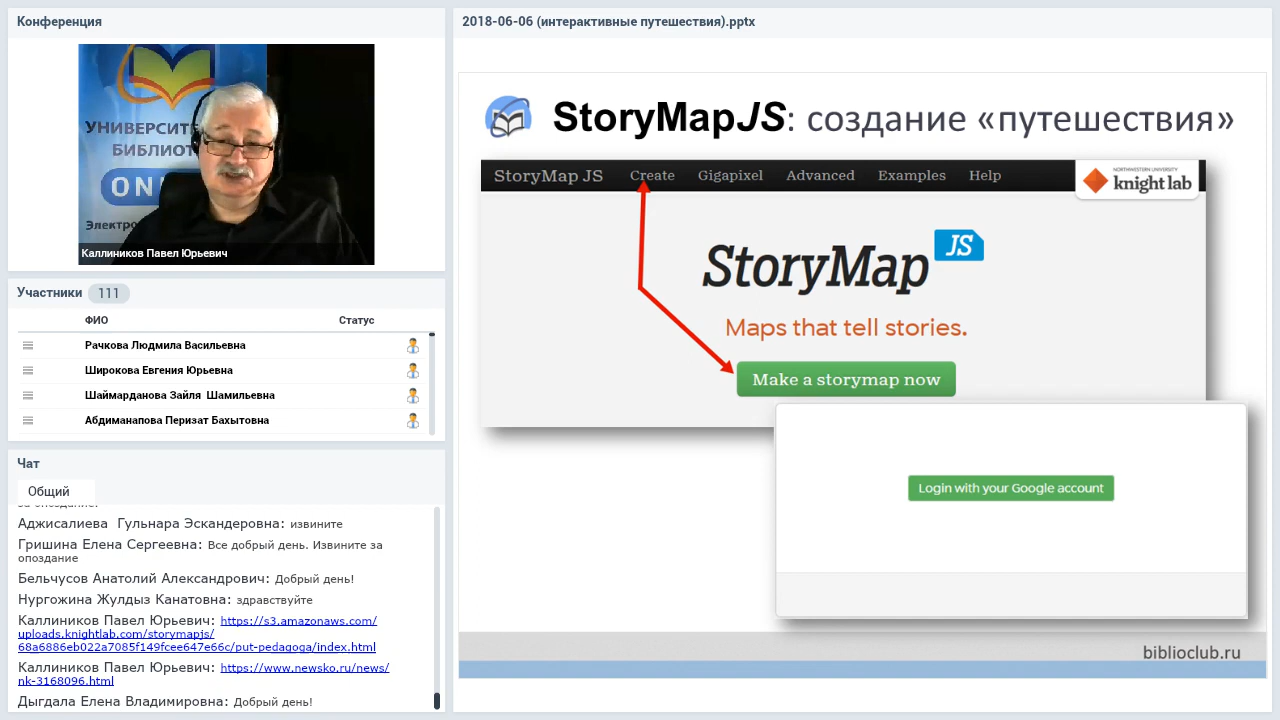 Конференция
УНИВЕРСИТ
БИБЛИОТ
ON
Электро
Каллиников Павел Юрьевич
Участники 111
ФИО Статус
Рачкова Людмила Васильевна
Широкова Евгения Юрьевна
Шаймарданова Зайля Шамильевна
Абдиманапова Перизат Бахытовна
Чат
Общий
Аджисалиева Гульнара Эскандеровна: извините
Гришина Елена Сергеевна: Все добрый день. Извините за
опоздание
Бельчусов Анатолий Александрович: Добрый день!
Нургожина Жулдыз Канатовна: здравствуйте
Каллиников Павел Юрьевич: https://s3.amazonaws.com/
uploads.knightlab.com/storymapjs/
68a6886eb022a7085f149fcee647e66c/put-pedagoga/index.html
Каллиников Павел Юрьевич: https://www.newsko.ru/news/
nk-3168096.html
Дыгдала Елена Владимировна: Добрый день!
2018-06-06 (интерактивные путешествия).pptx
StoryMapJS: создание «путешествия»
StoryMap JS Create Gigapixel Advanced Examples Help
NORTHWESTERN UNIVERSITY
knight lab
StoryMap JS
Maps that tell stories.
Make a storymap now
Login with your Google account
biblioclub.ru